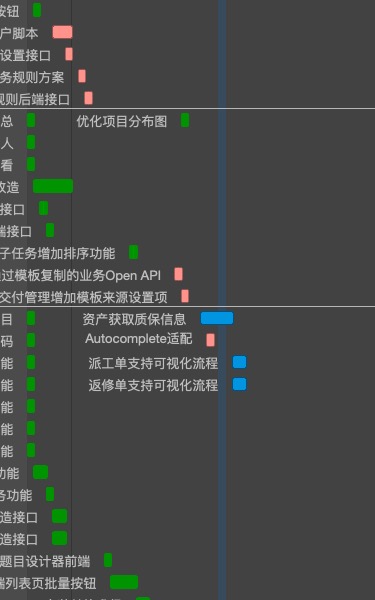 按钮
户脚本
设置接口
务规则方案
规则后端接口
总 优化项目分布图
人
看
改造
接口
端接口
子任务增加排序功能
过模板复制的业务Open API
交付管理增加模板来源设置项
目 资产获取质保信息
码 Autocomplete适配
能 派工单支持可视化流程
能 返修单支持可视化流程
能
能
能
功能
务功能
造接口
造接口
题目设计器前端
端列表页批量按钮